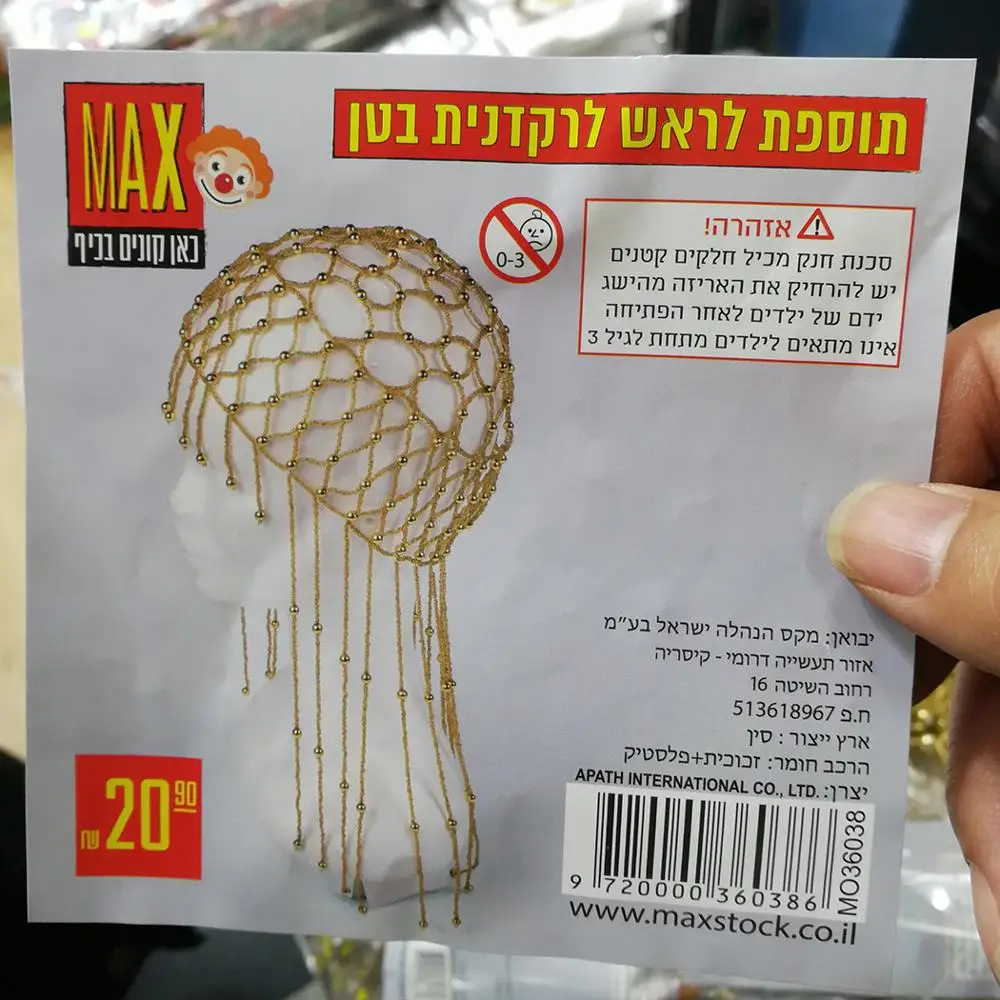 MAX
כאן קונים בכיף
תוספת לראש לרקדנית בטן
0-3
אזהרה!
סכנת חנק מכיל חלקים קטנים
יש להרחיק את האריזה מהישג
ידם של ילדים לאחר הפתיחה
אינו מתאים לילדים מתחת לגיל 3
יבואן: מקס הנהלה ישראל בע"מ
אזור תעשייה דרומי - קיסריה
רחוב השיטה 16
ח.פ 513618967
ארץ ייצור : סין
הרכב חומר: זכוכית+פלסטיק
יצרן: APATH INTERNATIONAL CO., LTD.
20.90 ₪
9 720000 360386
MO36038
www.maxstock.co.il